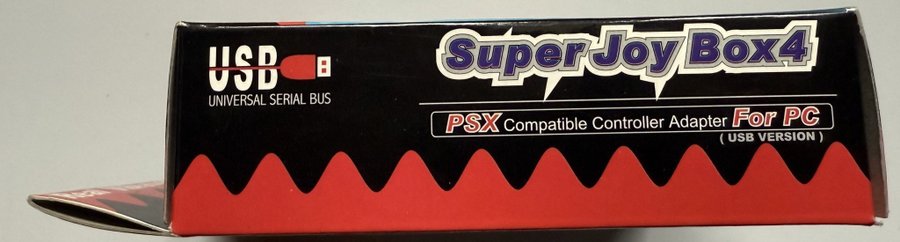 USB
UNIVERSAL SERIAL BUS
Super Joy Box4
PSX Compatible Controller Adapter For PC
( USB VERSION )